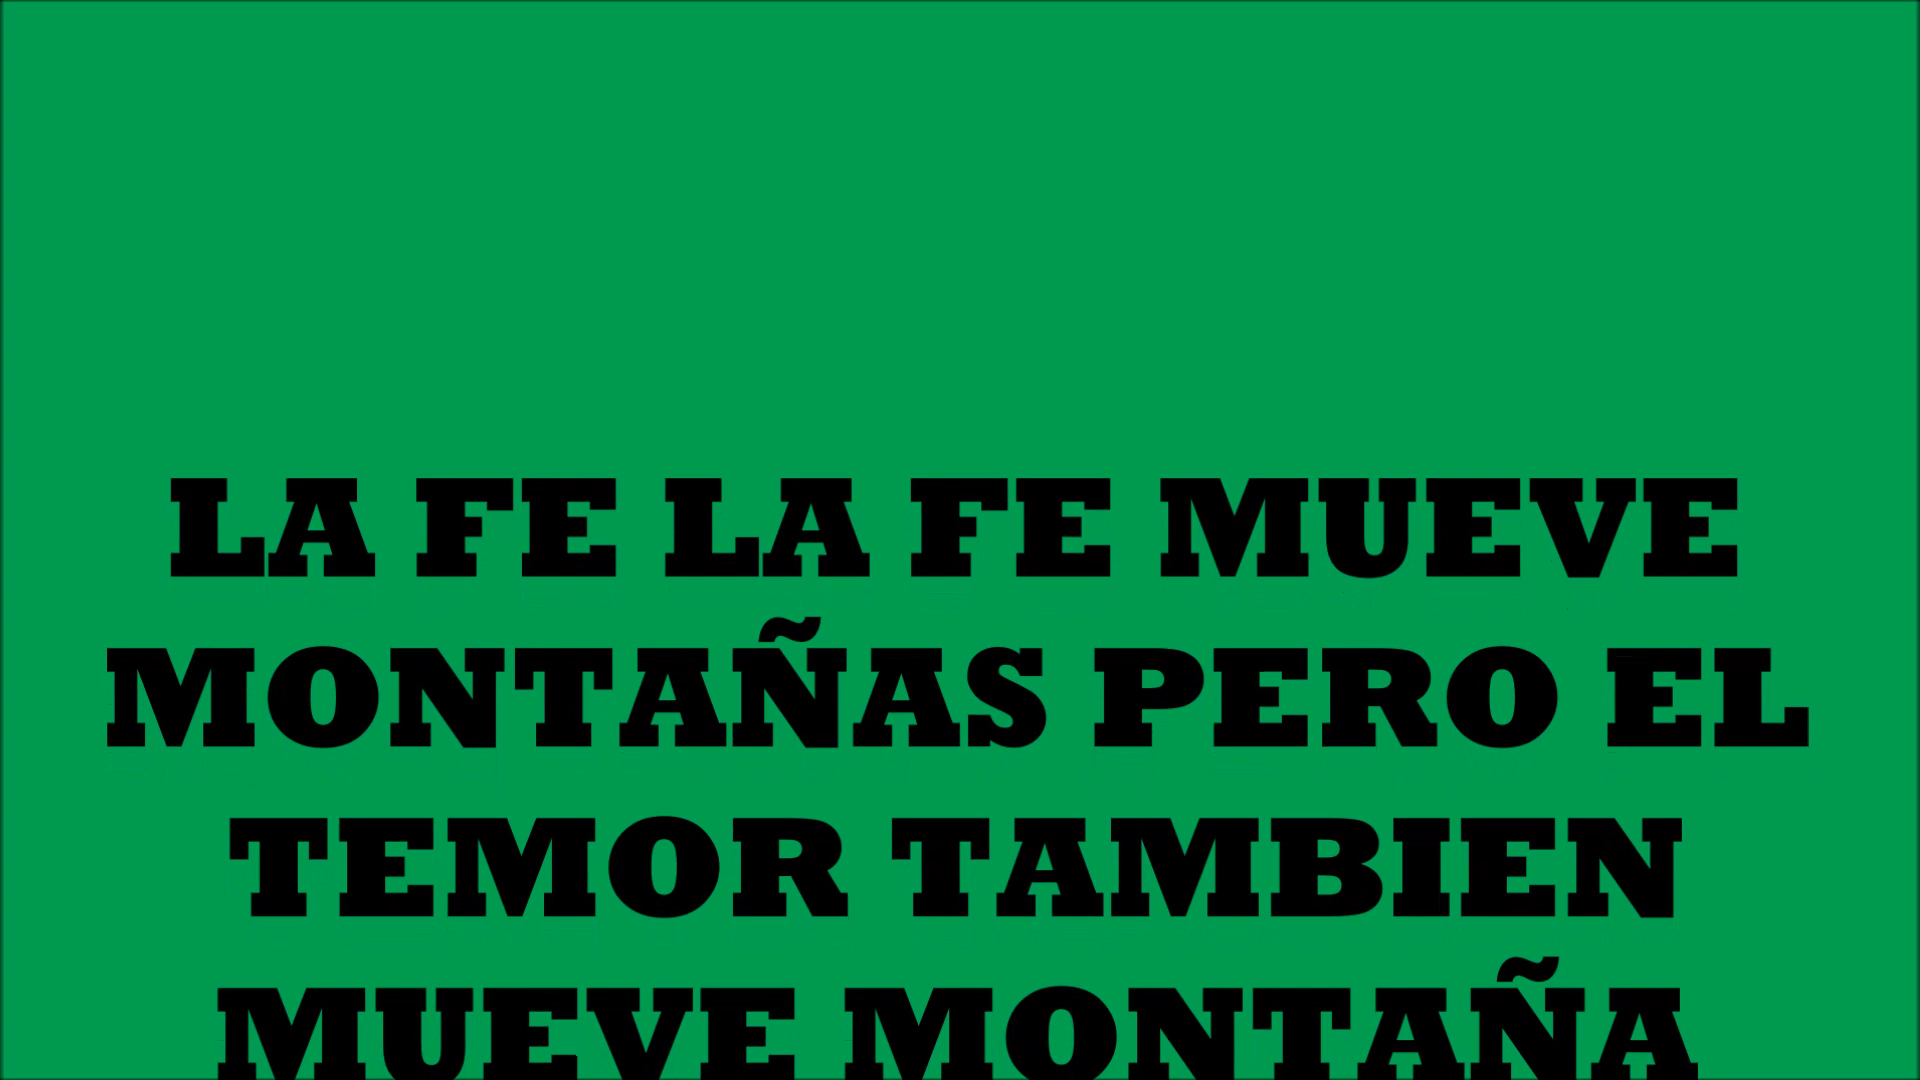 LA FE LA FE MUEVE
MONTAÑAS PERO EL
TEMOR TAMBIEN
MUEVE MONTAÑA